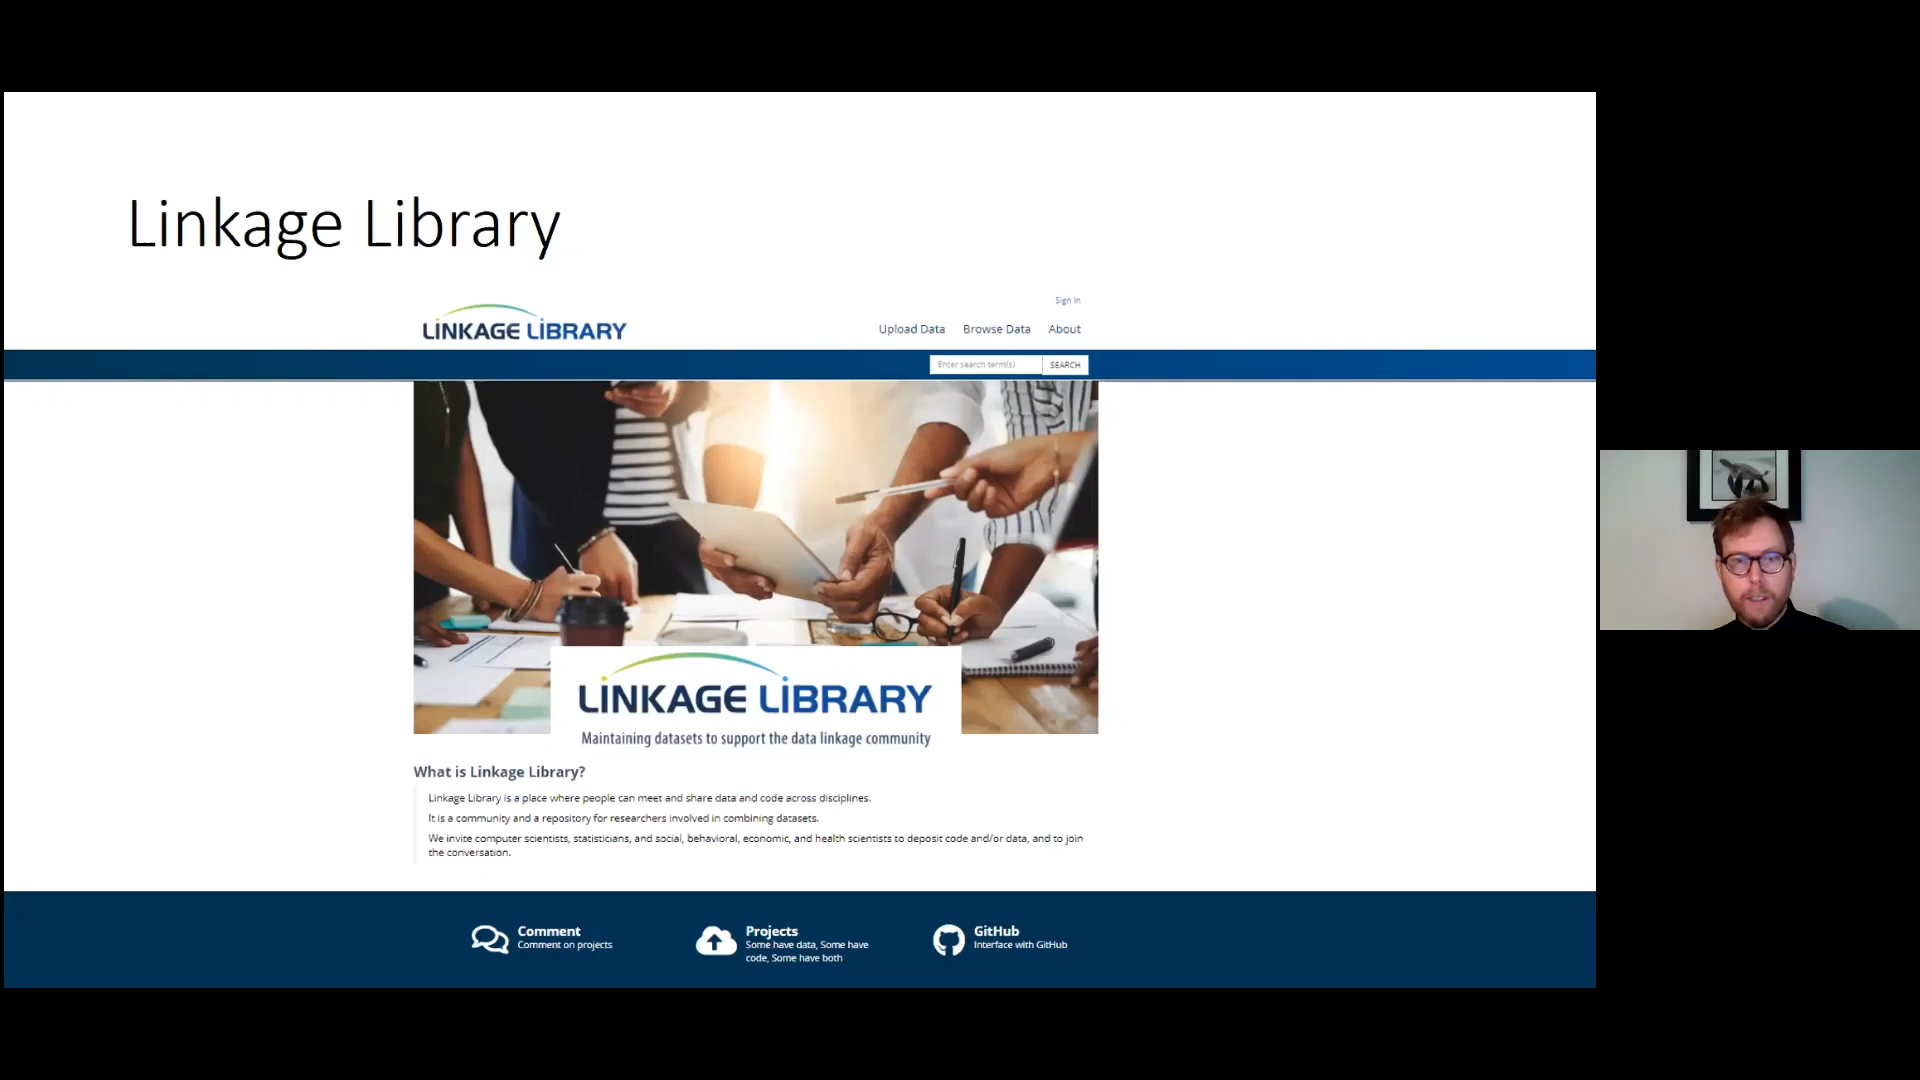 Linkage Library
Sign In
LINKAGE LIBRARY
Upload Data Browse Data About
Enter search term(s) SEARCH
LINKAGE LIBRARY
Maintaining datasets to support the data linkage community
What is Linkage Library?
Linkage Library is a place where people can meet and share data and code across disciplines.
It is a community and a repository for researchers involved in combining datasets.
We invite computer scientists, statisticians, and social, behavioral, economic, and health scientists to deposit code and/or data, and to join
the conversation.
Comment
Comment on projects
Projects
Some have data, Some have
code, Some have both
GitHub
Interface with GitHub